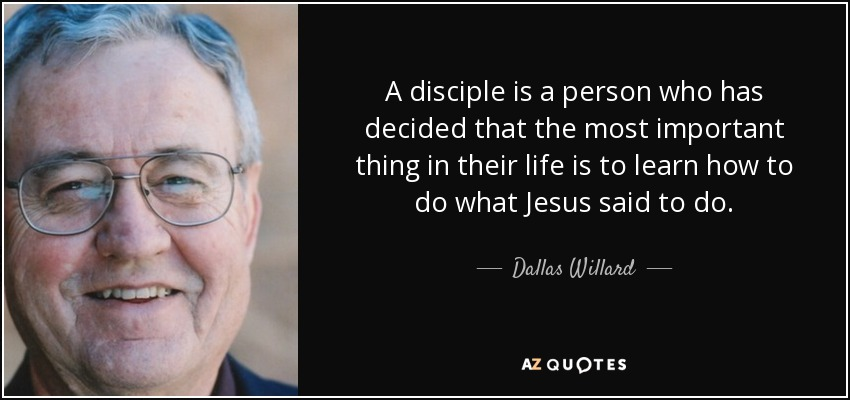 A disciple is a person who has
decided that the most important
thing in their life is to learn how to
do what Jesus said to do.
Dallas Willard
AZ QUOTES